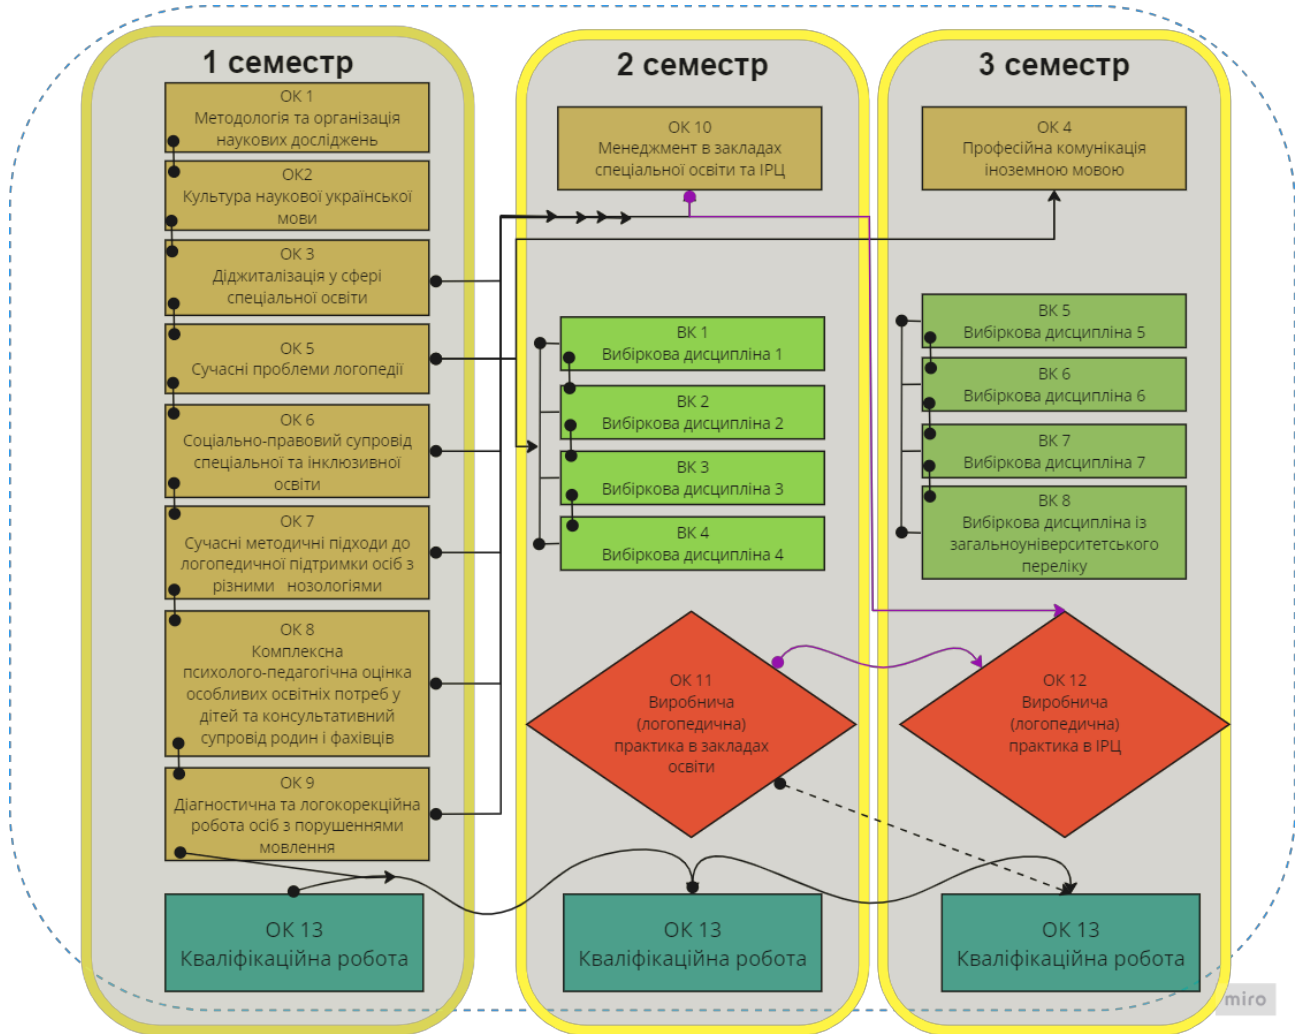 1 семестр
ОК 1
Методологія та організація
наукових досліджень
ОК2
Культура наукової української
мови
ОК 3
Діджиталізація у сфері
спеціальної освіти
ОК 5
Сучасні проблеми логопедії
ОК 6
Соціально-правовий супровід
спеціальної та інклюзивної
освіти
ОК 7
Сучасні методичні підходи до
логопедичної підтримки осіб з
різними нозологіями
ОК 8
Комплексна
психолого-педагогічна оцінка
особливих освітніх потреб у
дітей та консультативний
супровід родин і фахівців
ОК 9
Діагностична та логокорекційна
робота осіб з порушеннями
мовлення
ОК 13
Кваліфікаційна робота
2 семестр
ОК 10
Менеджмент в закладах
спеціальної освіти та ІРЦ
ВК 1
Вибіркова дисципліна 1
ВК 2
Вибіркова дисципліна 2
ВК 3
Вибіркова дисципліна 3
ВК 4
Вибіркова дисципліна 4
ОК 11
Виробнича
(логопедична)
практика в закладах
освіти
ОК 13
Кваліфікаційна робота
3 семестр
ОК 4
Професійна комунікація
іноземною мовою
ВК 5
Вибіркова дисципліна 5
ВК 6
Вибіркова дисципліна 6
ВК 7
Вибіркова дисципліна 7
ВК 8
Вибіркова дисципліна із
загальноуніверситетського
переліку
ОК 12
Виробнича
(логопедична)
практика в ІРЦ
ОК 13
Кваліфікаційна робота
miro